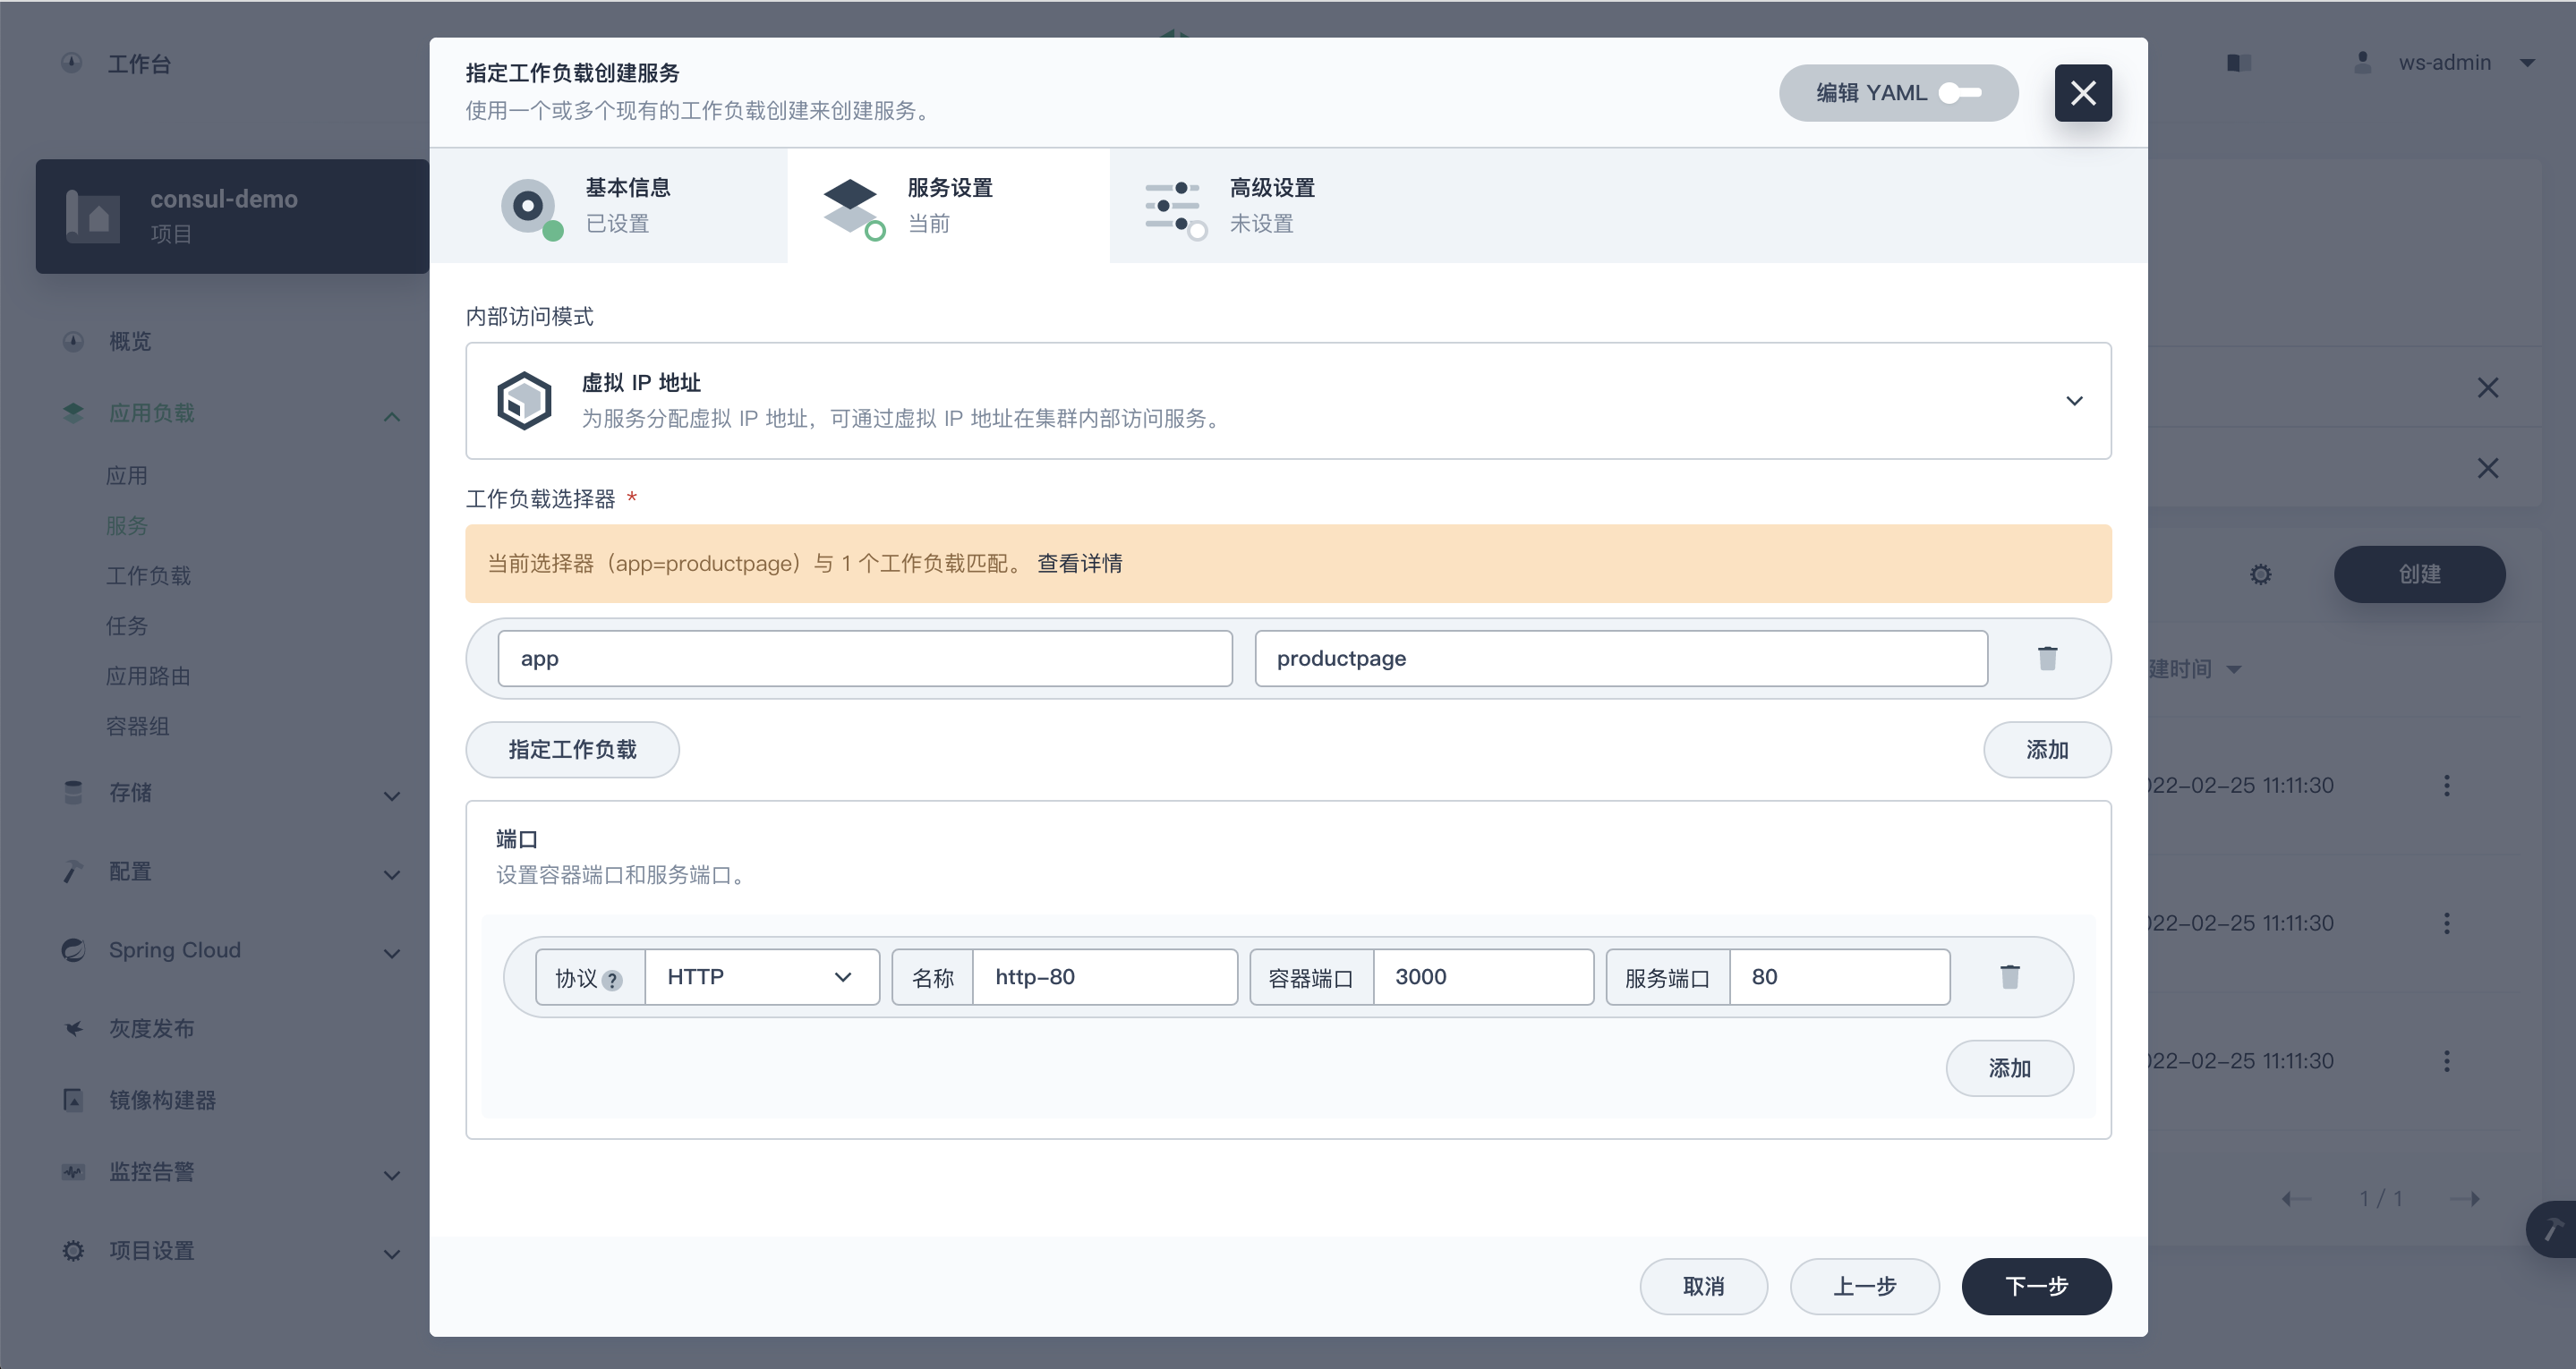 工作台
ws-admin
consul-demo
项目
概览
应用负载
应用
服务
工作负载
任务
应用路由
容器组
存储
配置
Spring Cloud
灰度发布
镜像构建器
监控告警
项目设置
指定工作负载创建服务
使用一个或多个现有的工作负载创建来创建服务。
编辑 YAML
基本信息
已设置
服务设置
当前
高级设置
未设置
内部访问模式
虚拟 IP 地址
为服务分配虚拟 IP 地址，可通过虚拟 IP 地址在集群内部访问服务。
工作负载选择器 *
当前选择器（app=productpage）与 1 个工作负载匹配。 查看详情
app productpage
指定工作负载 添加
端口
设置容器端口和服务端口。
协议 ? HTTP 名称 http-80 容器端口 3000 服务端口 80
添加
取消 上一步 下一步
创建
建时间
022-02-25 11:11:30
022-02-25 11:11:30
022-02-25 11:11:30
1 / 1